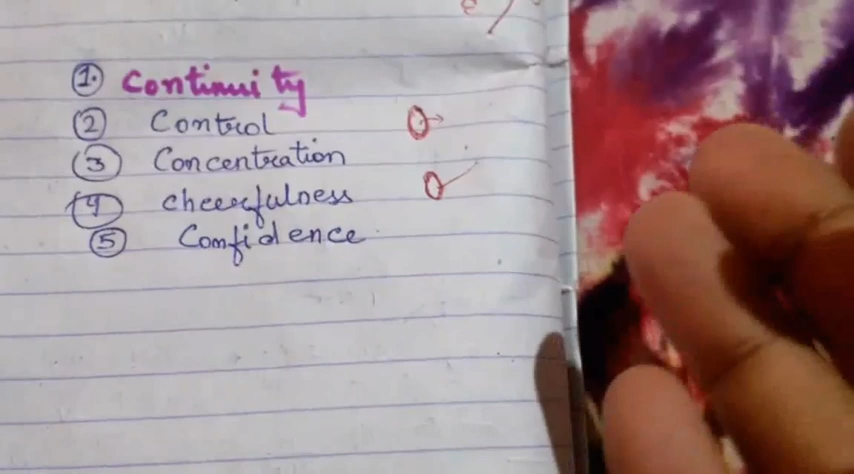 1. Continuity
2 Control
3 Concentration
4 cheerfulness
5 Confidence